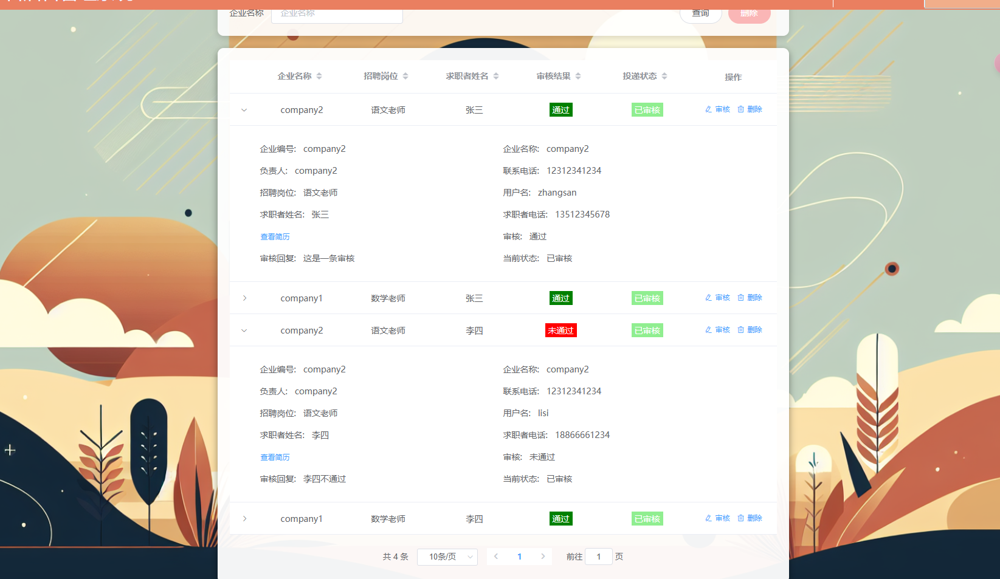 企业名称 企业名称 查询 删除
企业名称 招聘岗位 求职者姓名 审核结果 投递状态 操作
company2 语文老师 张三 通过 已审核 审核 删除
企业编号: company2 企业名称: company2
负责人: company2 联系电话: 12312341234
招聘岗位: 语文老师 用户名: zhangsan
求职者姓名: 张三 求职者电话: 13512345678
查看简历 审核: 通过
审核回复: 这是一条审核 当前状态: 已审核
company1 数学老师 张三 通过 已审核 审核 删除
company2 语文老师 李四 未通过 已审核 审核 删除
企业编号: company2 企业名称: company2
负责人: company2 联系电话: 12312341234
招聘岗位: 语文老师 用户名: lisi
求职者姓名: 李四 求职者电话: 18866661234
查看简历 审核: 未通过
审核回复: 李四不通过 当前状态: 已审核
company1 数学老师 李四 通过 已审核 审核 删除
共 4 条 10条/页 1 前往 1 页